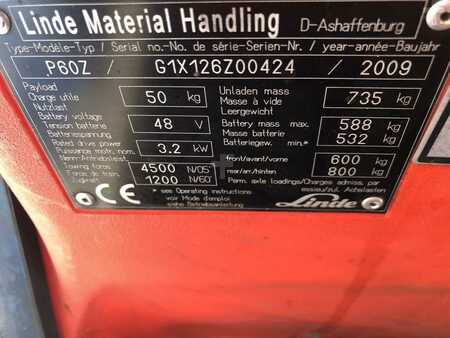 Linde Material Handling D-Ashaffenburg
Type-Modèle-Typ / Serial no.-No. de série-Serien-Nr. / year-année-Baujahr
P60Z / G1X126Z00424 / 2009
Payload
Charge utile 50 kg
Nutzlast
Battery voltage
Tension batterie 48 V
Batteriespannung
Rated drive power
Puissance motr. nom. 3.2 kW
Nenn-Antriebsleist.
Towing force 4500 N/05'
Force de train. 1200 N/60'
Zugkraft
Unladen mass
Masse à vide 735 kg
Leergewicht
Battery mass max. 588 kg
Batteriegew. min.* 532 kg
front/avant/vorne 600 kg
rear/arr/hinten 800 kg
Perm. axle loadings/Charges admiss. par essieu/zul. Achslasten
CE
*see Operating instructions
voir Mode d'emploi
siehe Betriebsanleitung
Linde